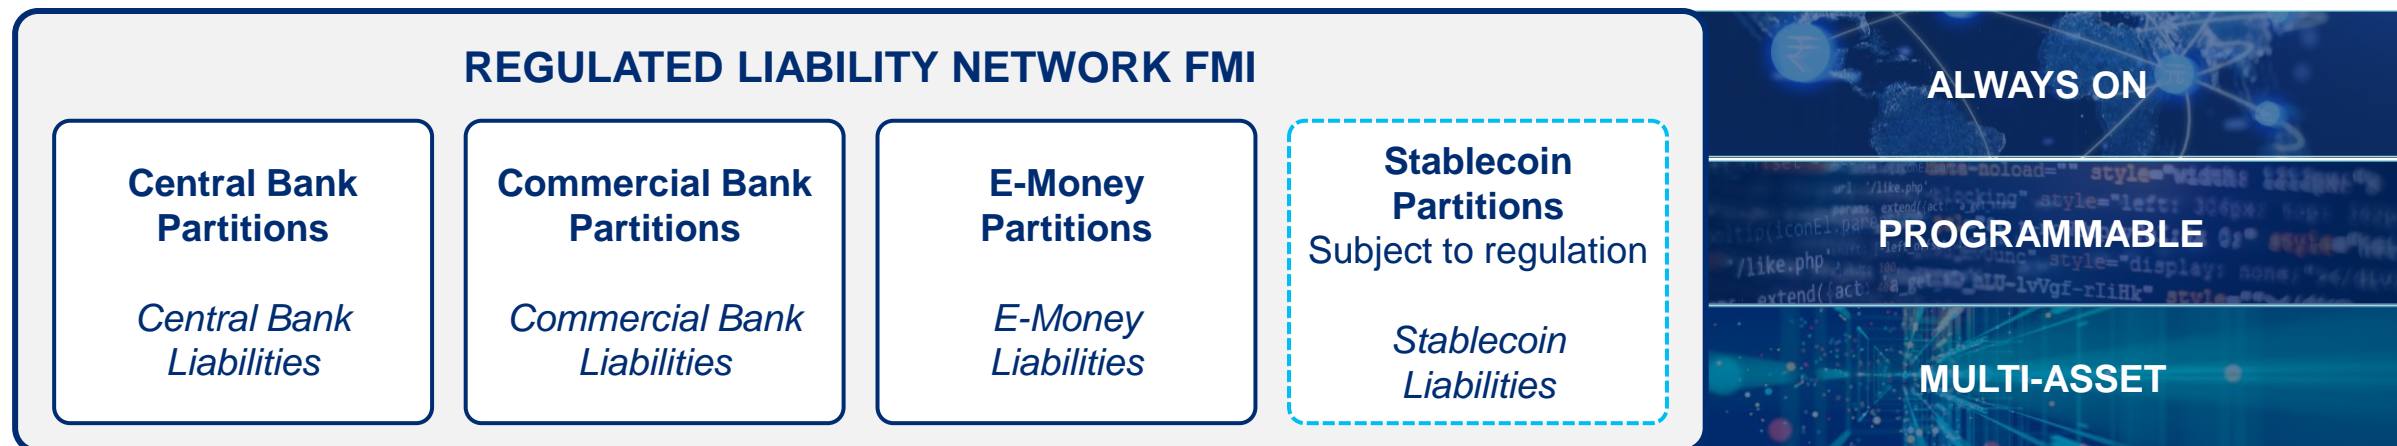 REGULATED LIABILITY NETWORK FMI
Central Bank
Partitions
Central Bank
Liabilities
Commercial Bank
Partitions
Commercial Bank
Liabilities
E-Money
Partitions
E-Money
Liabilities
Stablecoin
Partitions
Subject to regulation
Stablecoin
Liabilities
ALWAYS ON
PROGRAMMABLE
MULTI-ASSET